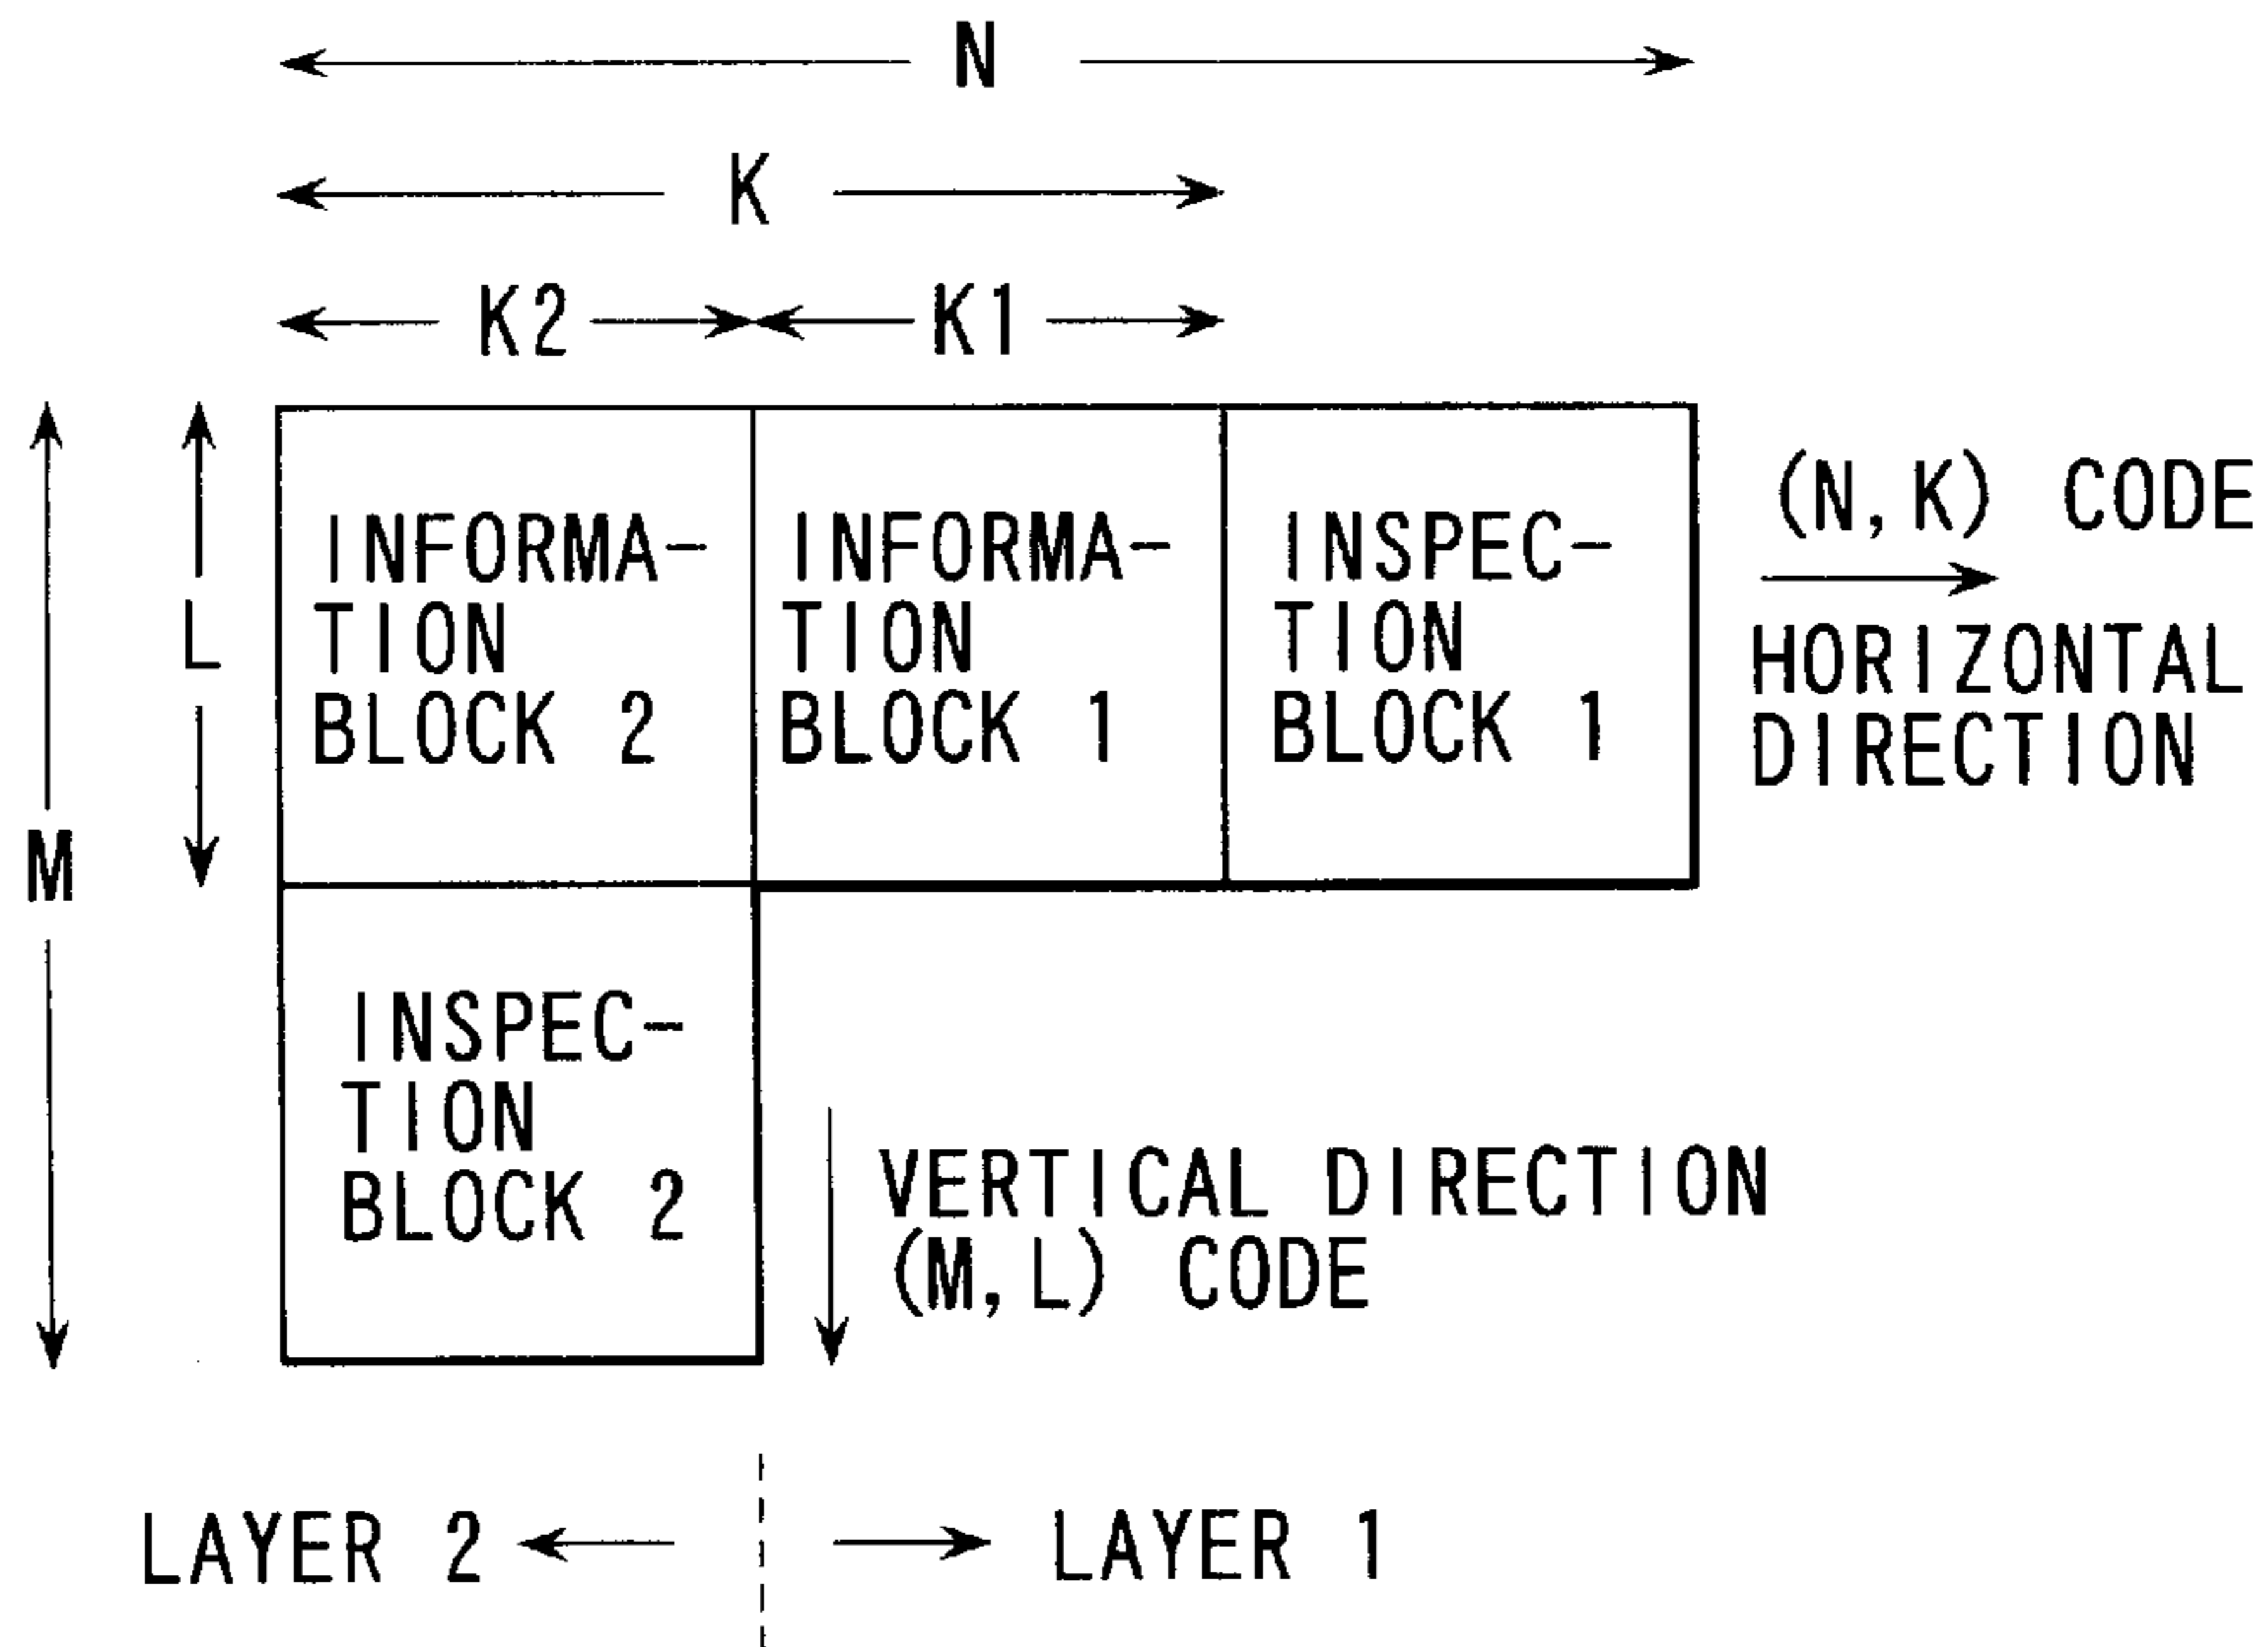 N
K
K2
K1
L
M
INFORMA-
TION
BLOCK 2
INFORMA-
TION
BLOCK 1
INSPEC-
TION
BLOCK 1
(N,K) CODE
HORIZONTAL
DIRECTION
INSPEC-
TION
BLOCK 2
VERTICAL DIRECTION
(M,L) CODE
LAYER 2
LAYER 1